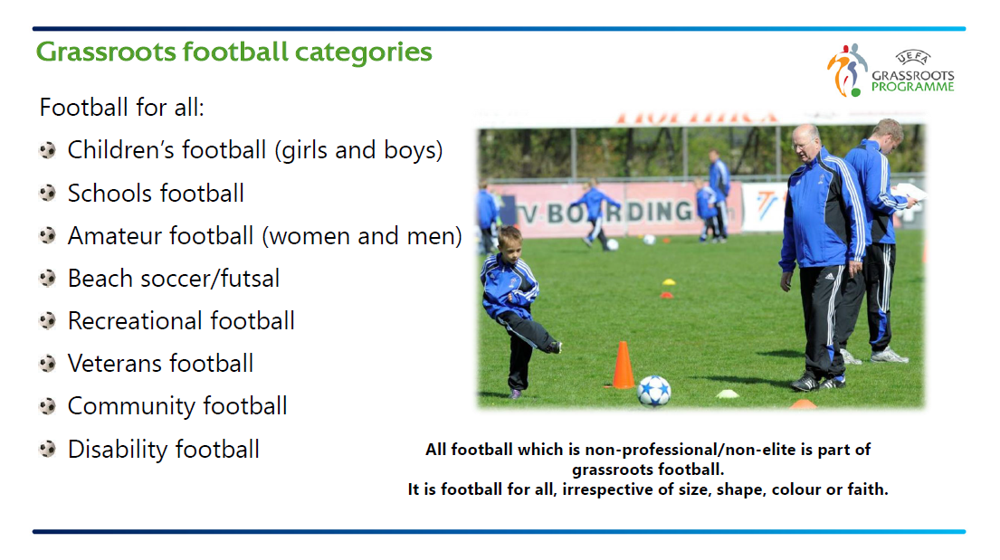 Grassroots football categories
UEFA
GRASSROOTS
PROGRAMME
Football for all:
Children’s football (girls and boys)
Schools football
Amateur football (women and men)
Beach soccer/futsal
Recreational football
Veterans football
Community football
Disability football
BOARDING
All football which is non-professional/non-elite is part of
grassroots football.
It is football for all, irrespective of size, shape, colour or faith.